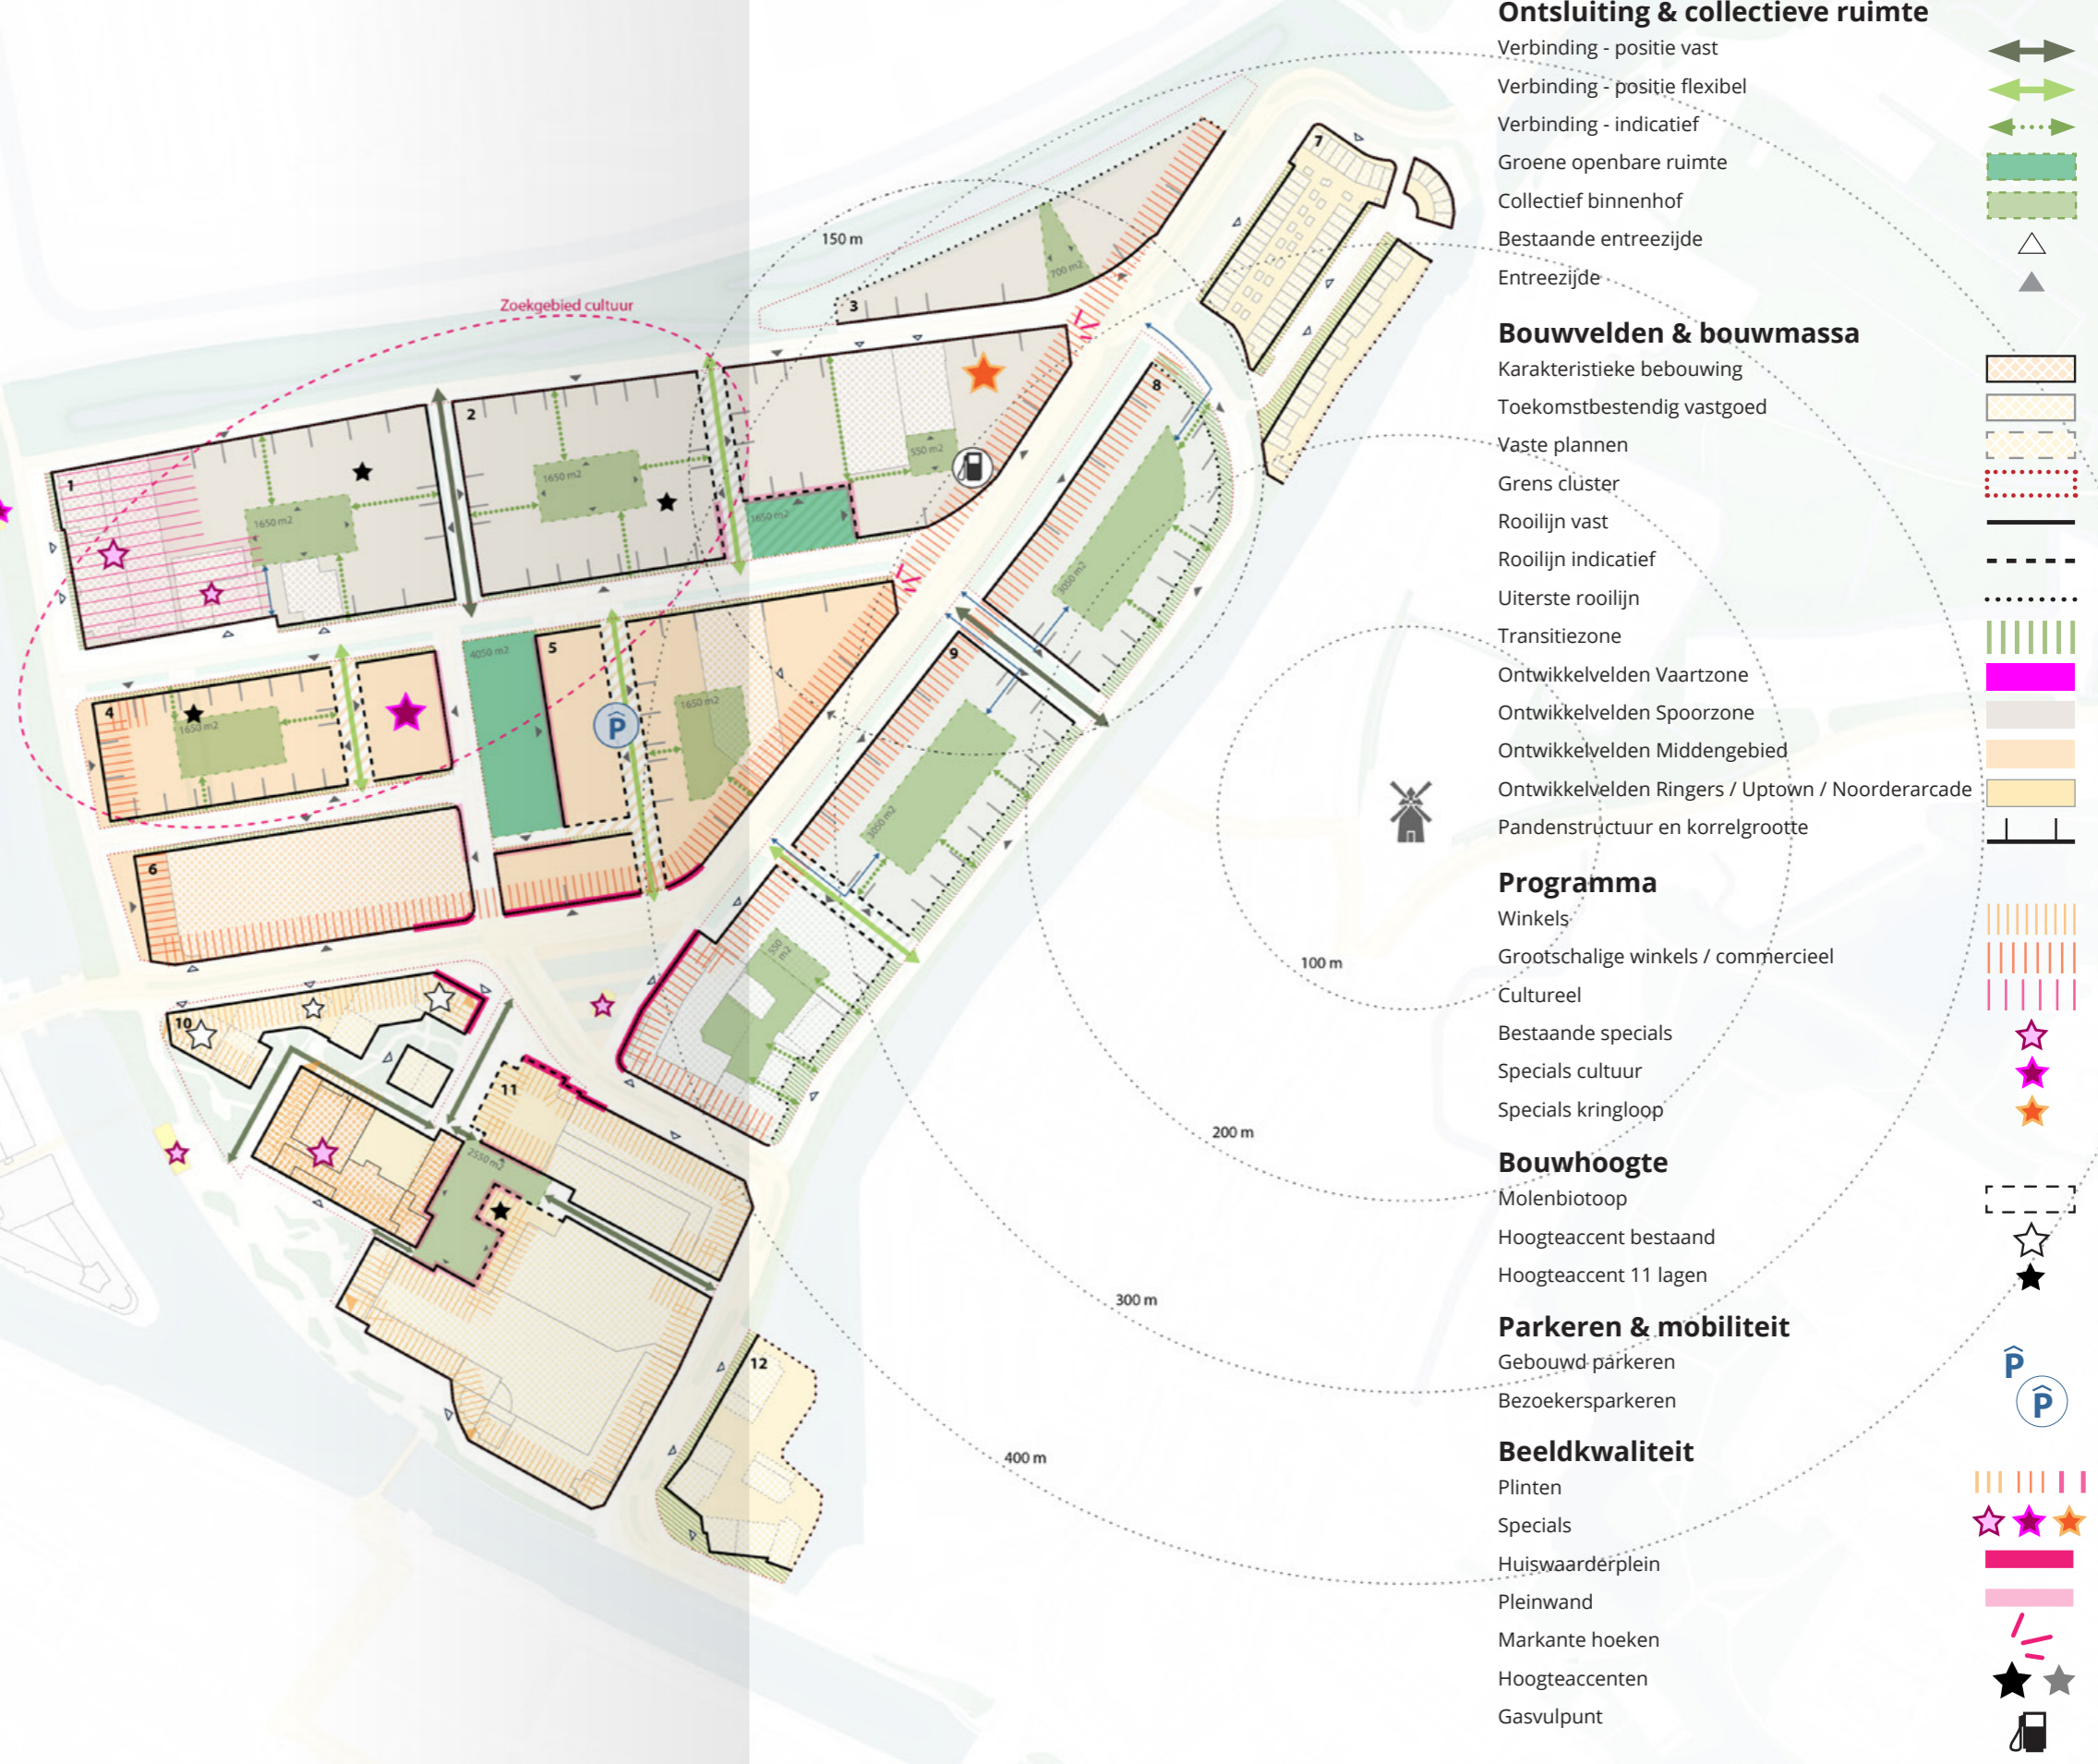 Ontsluiting & collectieve ruimte
Verbinding - positie vast
Verbinding - positie flexibel
Verbinding - indicatief
Groene openbare ruimte
Collectief binnenhof
Bestaande entreezijde
Entreezijde
Bouwvelden & bouwmassa
Karakteristieke bebouwing
Toekomstbestendig vastgoed
Vaste plannen
Grens cluster
Rooilijn vast
Rooilijn indicatief
Uiterste rooilijn
Transitiezone
Ontwikkelvelden Vaartzone
Ontwikkelvelden Spoorzone
Ontwikkelvelden Middengebied
Ontwikkelvelden Ringers / Uptown / Noorderarcade
Pandenstructuur en korrelgrootte
Programma
Winkels
Grootschalige winkels / commercieel
Cultureel
Bestaande specials
Specials cultuur
Specials kringloop
Bouwhoogte
Molenbiotoop
Hoogteaccent bestaand
Hoogteaccent 11 lagen
Parkeren & mobiliteit
Gebouwd parkeren
P
Bezoekersparkeren
P
Beeldkwaliteit
Plinten
Specials
Huiswaarderplein
Pleinwand
Markante hoeken
Hoogteaccenten
Gasvulpunt
Zoekgebied cultuur
150 m
7
700 m2
3
8
2
1
1650 m2
550 m2
1650 m2
1650 m2
3050 m2
4050 m2
5
9
4
1650 m2
1650 m2
P
3050 m2
6
550 m2
10
11
2550 m2
12
100 m
200 m
300 m
400 m